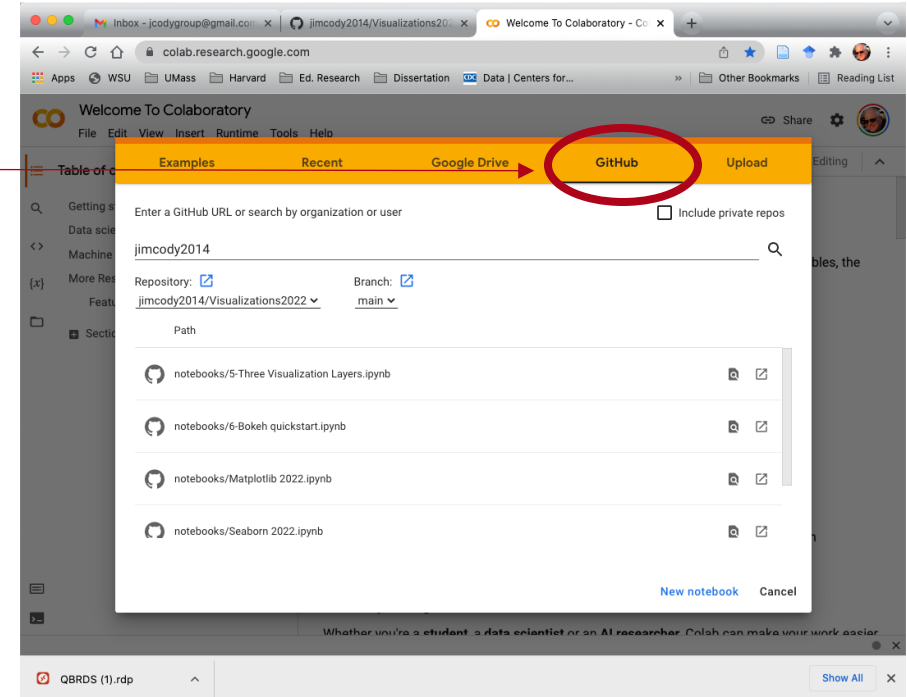 Inbox - jcodygroup@gmail.com
jimcody2014/Visualizations202
Welcome To Colaboratory - Co
colab.research.google.com
Apps WSU UMass Harvard Ed. Research Dissertation Data | Centers for... » Other Bookmarks Reading List
Welcome To Colaboratory
File Edit View Insert Runtime Tools Help
Share
Table of c
Editing
Examples Recent Google Drive GitHub Upload
Getting s
Data scie
Machine
More Res
Featu
Sectio
Enter a GitHub URL or search by organization or user
Include private repos
jimcody2014
Repository: Branch:
jimcody2014/Visualizations2022 main
Path
notebooks/5-Three Visualization Layers.ipynb
notebooks/6-Bokeh quickstart.ipynb
notebooks/Matplotlib 2022.ipynb
notebooks/Seaborn 2022.ipynb
New notebook Cancel
bles, the
Whether you're a student, a data scientist or an AI researcher, Colab can make your work easier
QBRDS (1).rdp
Show All